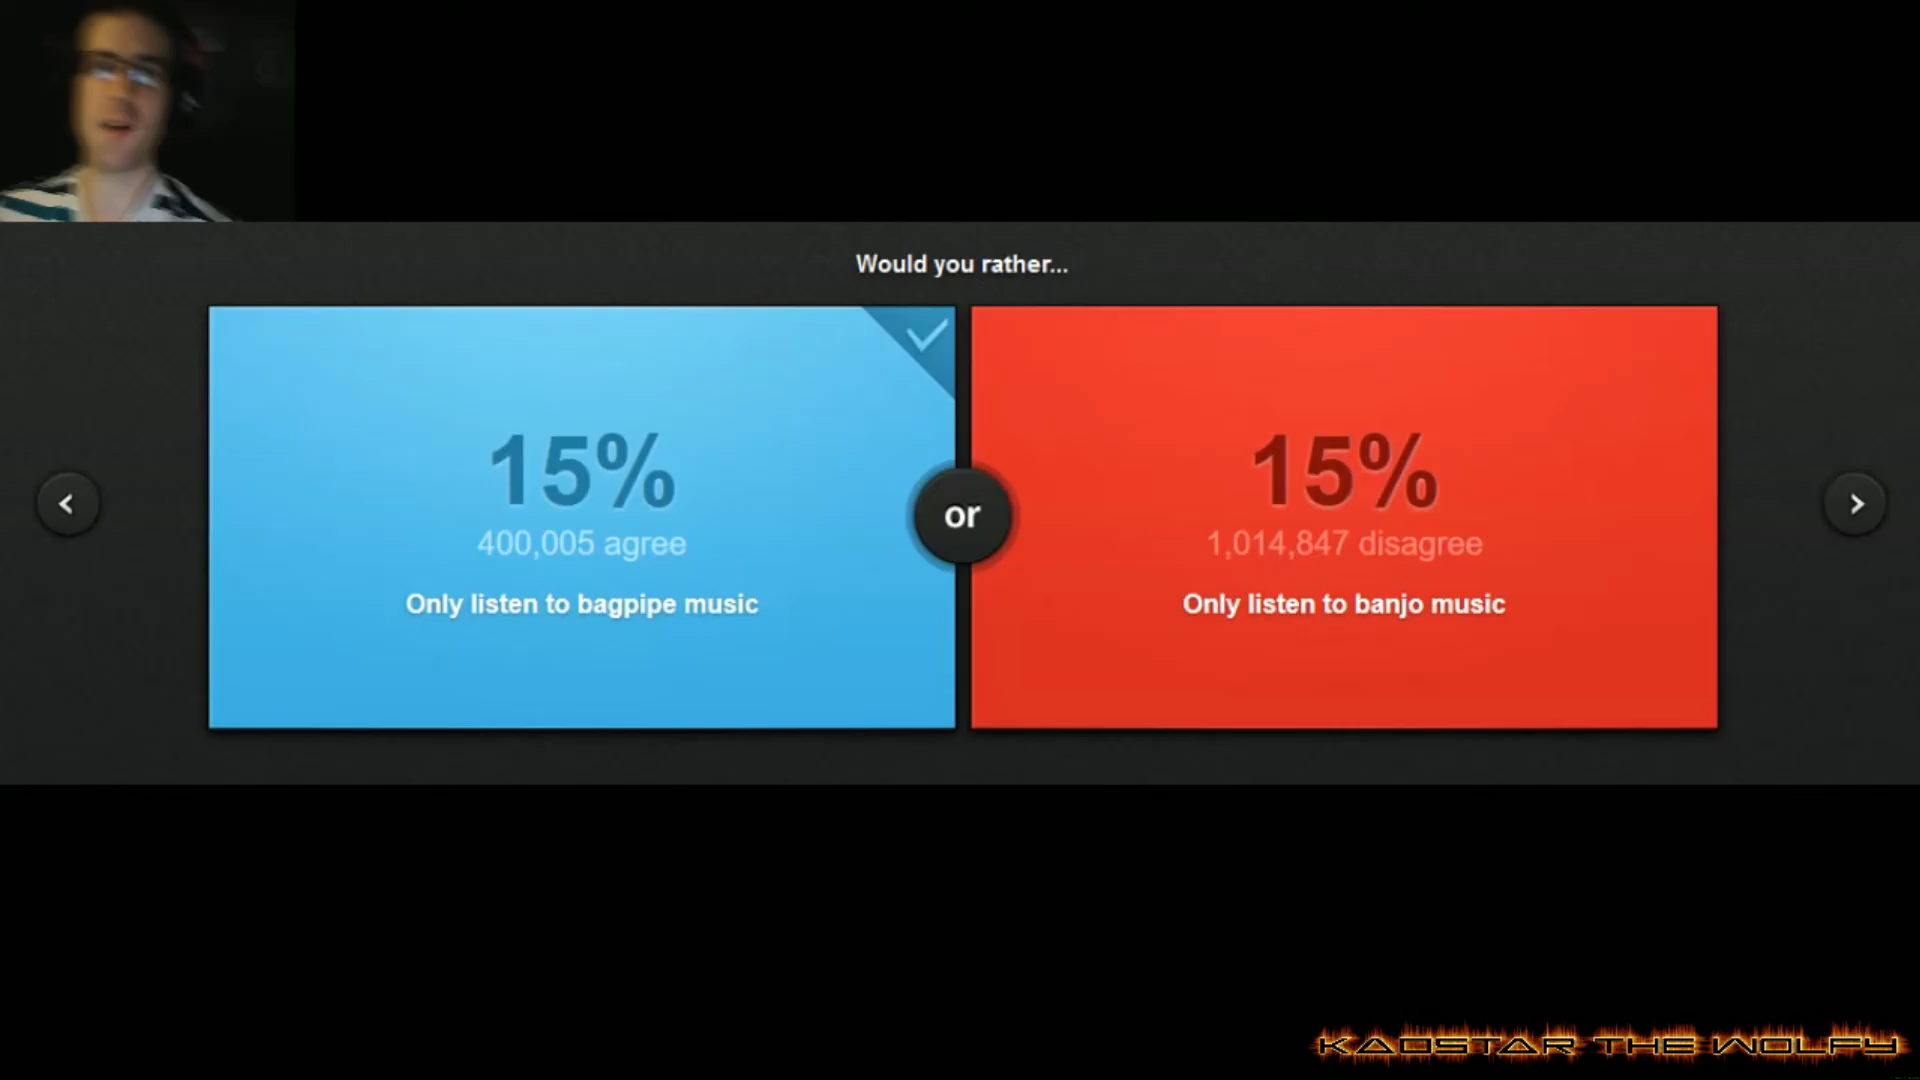 Would you rather...
15%
400,005 agree
Only listen to bagpipe music
or
15%
1,014,847 disagree
Only listen to banjo music
KAOSTAR THE WOLFY